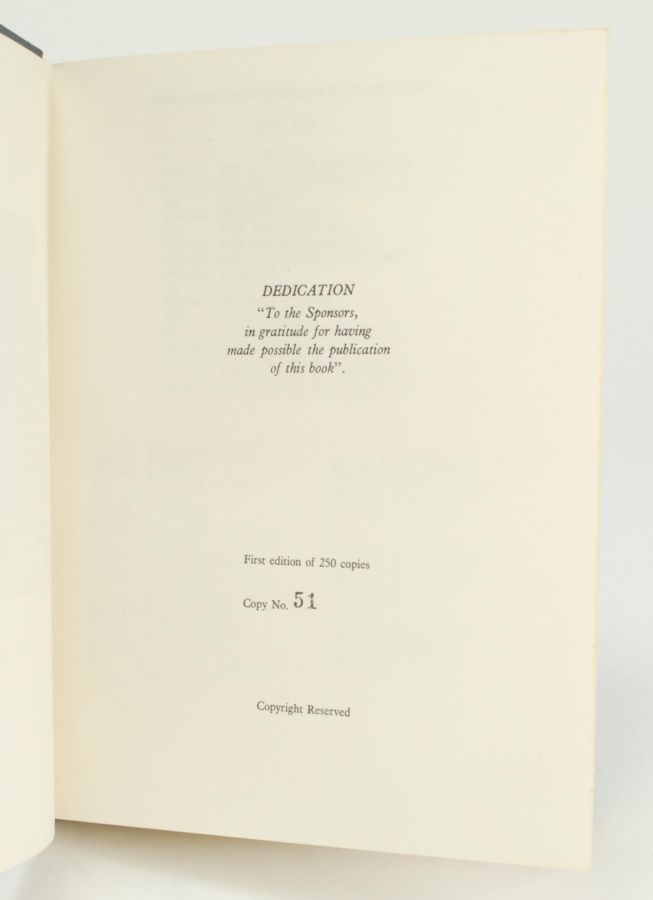 DEDICATION
“To the Sponsors,
in gratitude for having
made possible the publication
of this book”.
First edition of 250 copies
Copy No. 51
Copyright Reserved